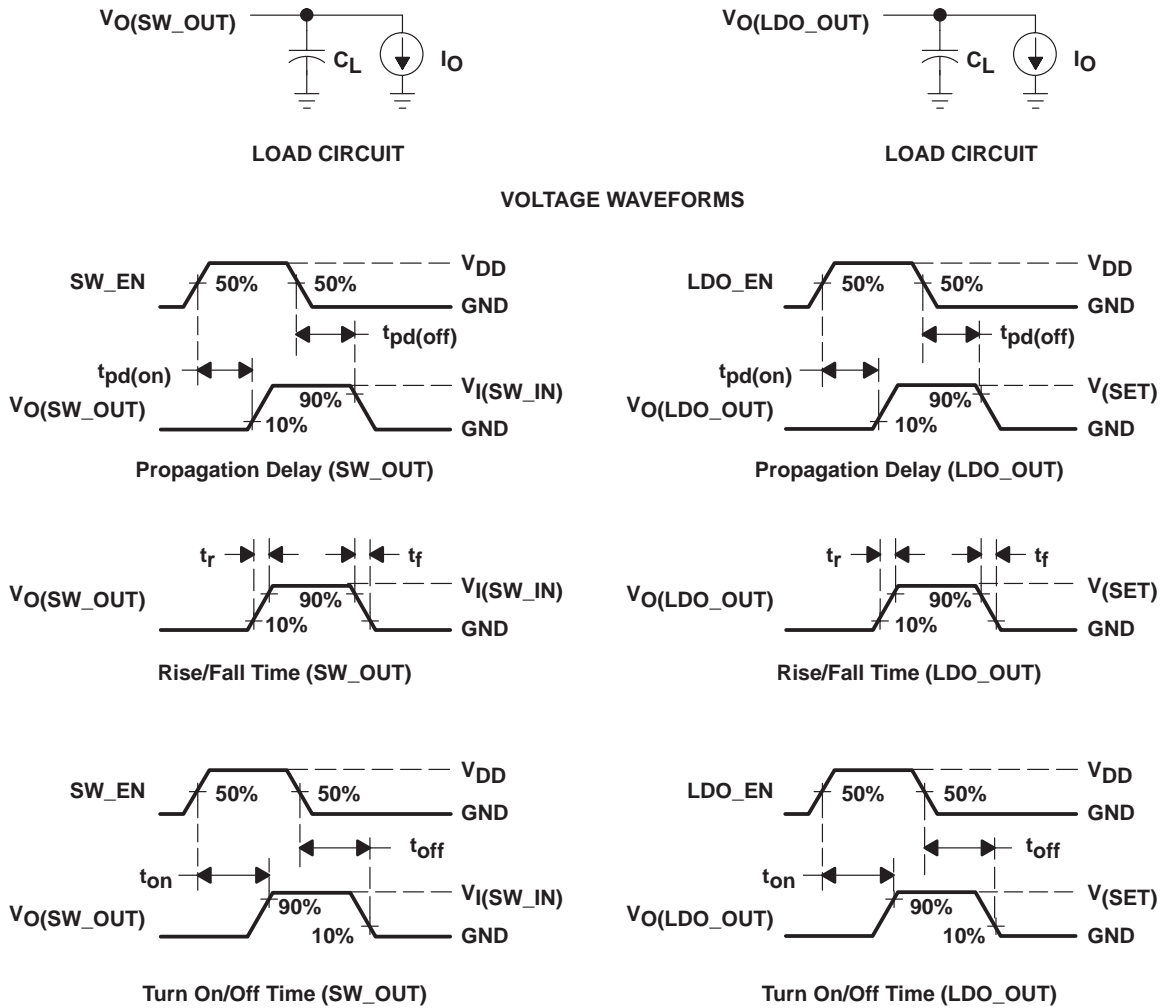 VO(SW_OUT)
CL
IO
LOAD CIRCUIT
VO(LDO_OUT)
CL
IO
LOAD CIRCUIT
VOLTAGE WAVEFORMS
SW_EN
50%
50%
VDD
GND
tpd(off)
tpd(on)
VO(SW_OUT)
10%
90%
VI(SW_IN)
GND
Propagation Delay (SW_OUT)
LDO_EN
50%
50%
VDD
GND
tpd(off)
tpd(on)
VO(LDO_OUT)
10%
90%
V(SET)
GND
Propagation Delay (LDO_OUT)
tr
tf
VO(SW_OUT)
10%
90%
VI(SW_IN)
GND
Rise/Fall Time (SW_OUT)
tr
tf
VO(LDO_OUT)
10%
90%
V(SET)
GND
Rise/Fall Time (LDO_OUT)
SW_EN
50%
50%
VDD
GND
toff
ton
VO(SW_OUT)
90%
10%
VI(SW_IN)
GND
Turn On/Off Time (SW_OUT)
LDO_EN
50%
50%
VDD
GND
toff
ton
VO(LDO_OUT)
90%
10%
V(SET)
GND
Turn On/Off Time (LDO_OUT)